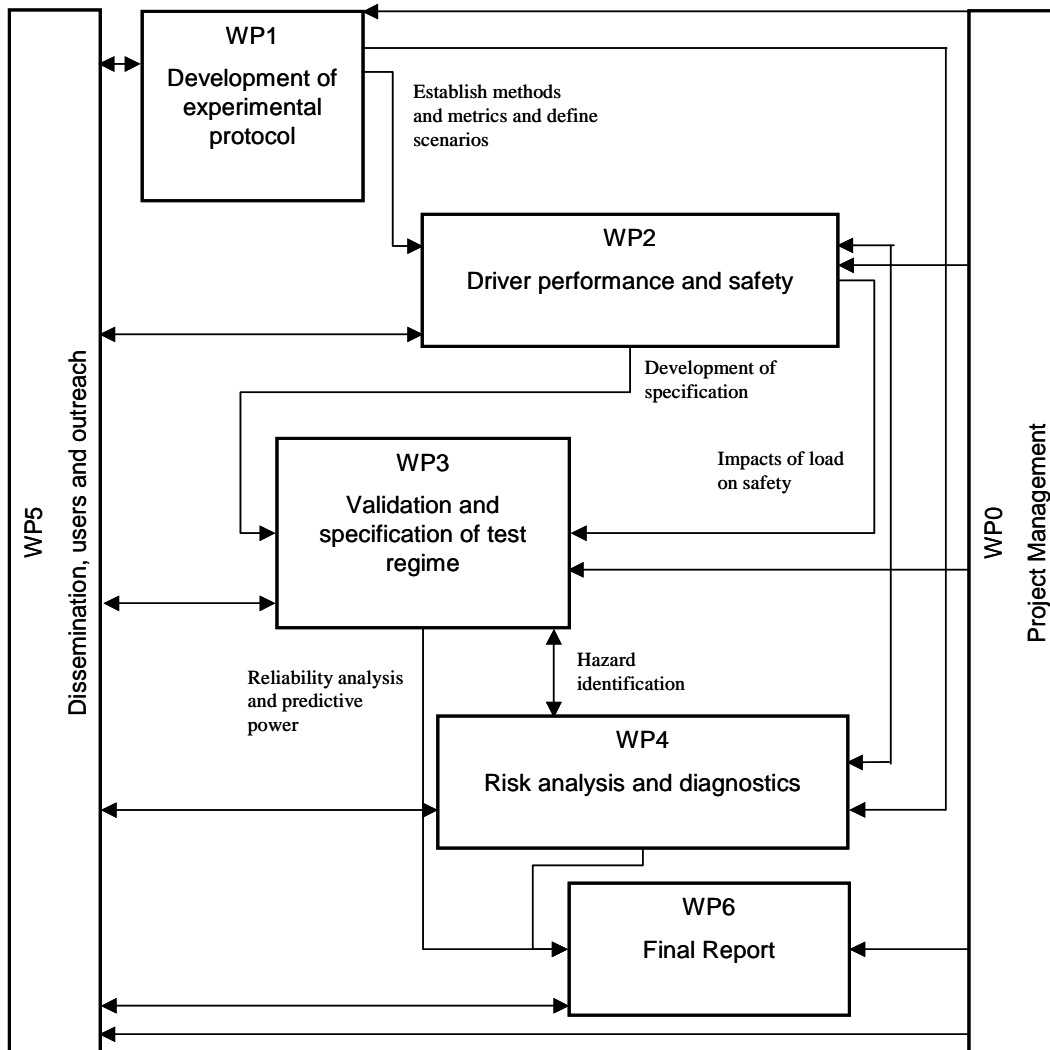 WP1
Development of
experimental
protocol
Establish methods
and metrics and define
scenarios
WP2
Driver performance and safety
Development of
specification
WP3
Validation and
specification of test
regime
Impacts of load
on safety
Reliability analysis
and predictive
power
Hazard
identification
WP4
Risk analysis and diagnostics
WP6
Final Report
WP5
Dissemination, users and outreach
WP0
Project Management